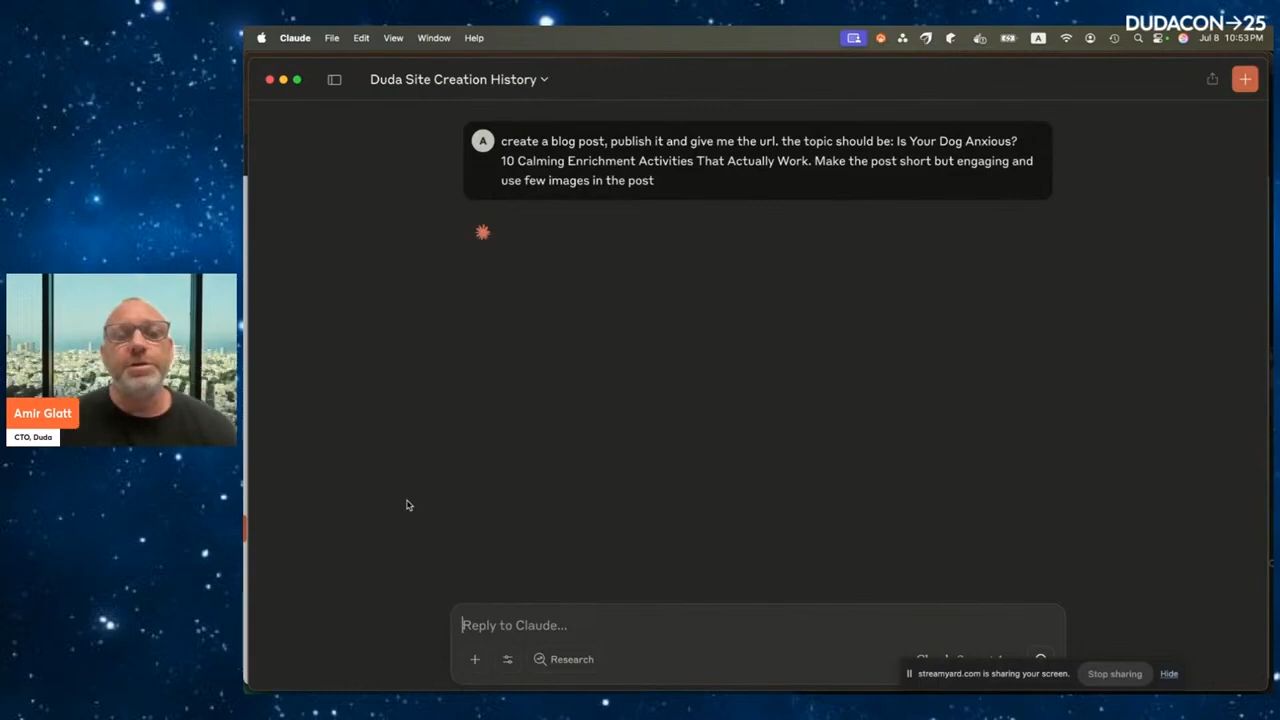 DUDACON→25
Claude File Edit View Window Help A Jul 8 10:53 PM
Duda Site Creation History
A
create a blog post, publish it and give me the url. the topic should be: Is Your Dog Anxious?
10 Calming Enrichment Activities That Actually Work. Make the post short but engaging and
use few images in the post
Amir Glatt
CTO, Duda
Reply to Claude...
Research
streamyard.com is sharing your screen. Stop sharing Hide